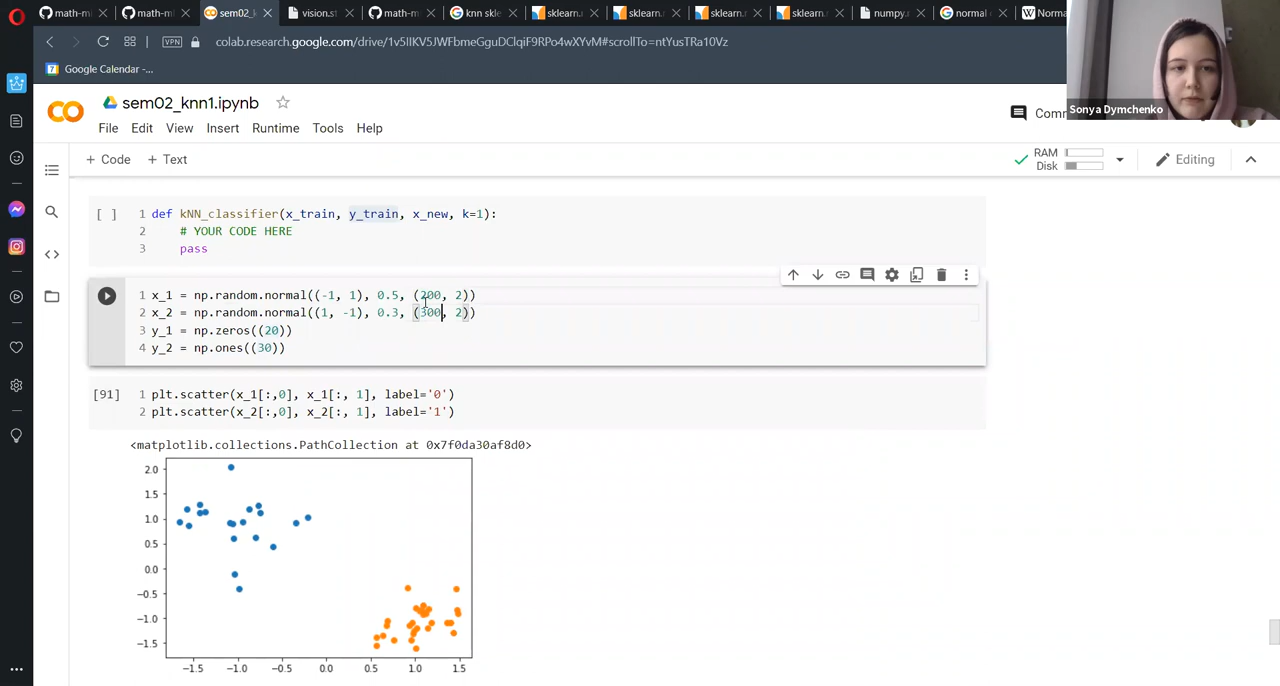 math-m
math-ml
sem02_k
vision.st
math-m
knn skle
sklearn.n
sklearn.r
sklearn.r
sklearn.r
numpy.r
normal d
Norma
VPN
colab.research.google.com/drive/1v5IIKV5JWFbmeGguDClqiF9RPo4wXYvM#scrollTo=ntYusTRa10Vz
Google Calendar -...
Sonya Dymchenko
sem02_knn1.ipynb
Comm
File Edit View Insert Runtime Tools Help
+ Code + Text
RAM
Disk
Editing
[ ] 1 def kNN_classifier(x_train, y_train, x_new, k=1):
2 # YOUR CODE HERE
3 pass
1 x_1 = np.random.normal((-1, 1), 0.5, (200, 2))
2 x_2 = np.random.normal((1, -1), 0.3, (300, 2))
3 y_1 = np.zeros((20))
4 y_2 = np.ones((30))
[91] 1 plt.scatter(x_1[:,0], x_1[:, 1], label='0')
2 plt.scatter(x_2[:,0], x_2[:, 1], label='1')
<matplotlib.collections.PathCollection at 0x7f0da30af8d0>
2.0
1.5
1.0
0.5
0.0
−0.5
−1.0
−1.5
−1.5 −1.0 −0.5 0.0 0.5 1.0 1.5